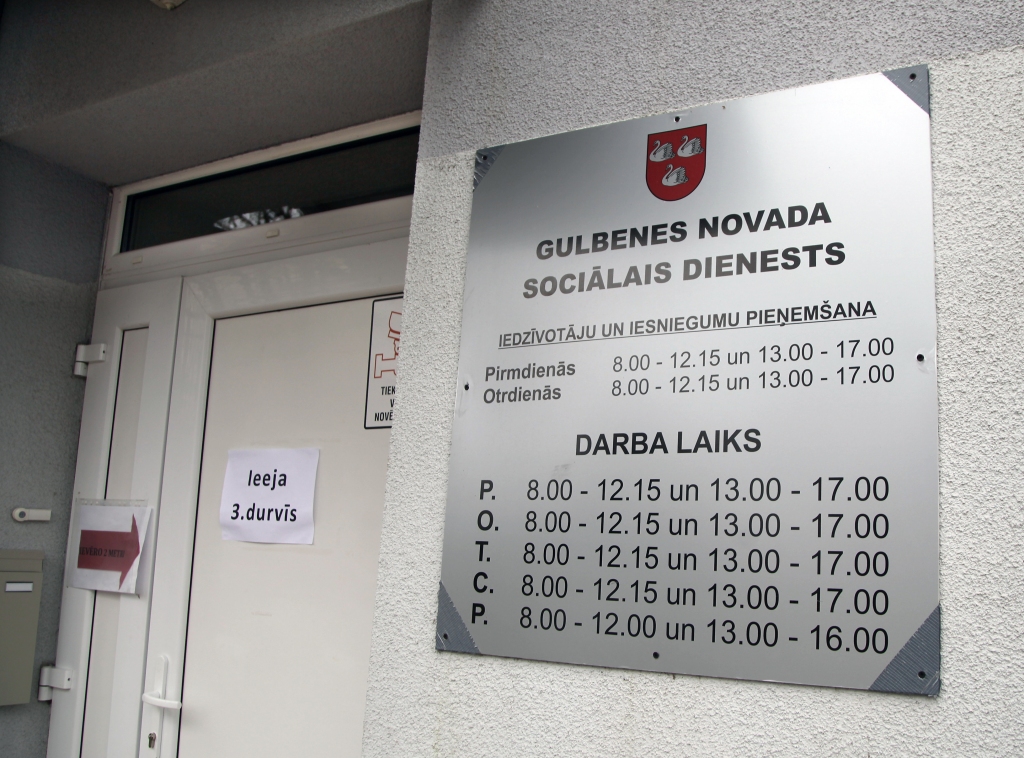 GULBENES NOVADA
SOCIĀLAIS DIENESTS
IEDZĪVOTĀJU UN IESNIEGUMU PIEŅEMŠANA
Pirmdienās 8.00 - 12.15 un 13.00 - 17.00
Otrdienās 8.00 - 12.15 un 13.00 - 17.00
DARBA LAIKS
P. 8.00 - 12.15 un 13.00 - 17.00
O. 8.00 - 12.15 un 13.00 - 17.00
T. 8.00 - 12.15 un 13.00 - 17.00
C. 8.00 - 12.15 un 13.00 - 17.00
P. 8.00 - 12.00 un 13.00 - 16.00
Ieeja
3.durvīs
TIEK
V
NOVĒ